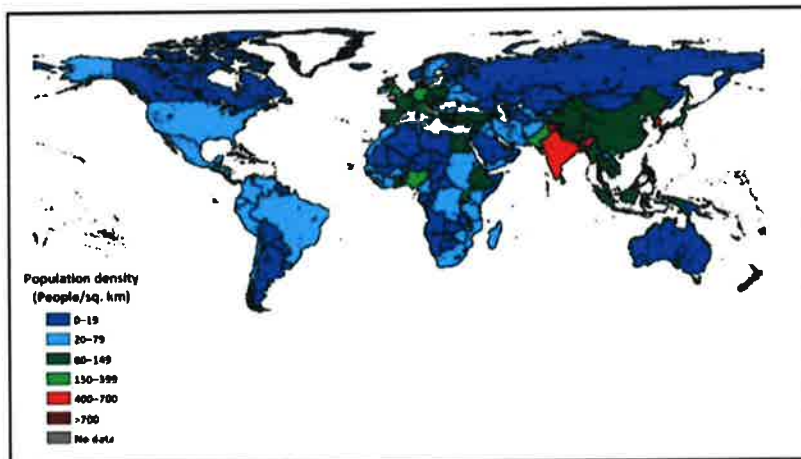 Population density
(People/sq. km)
0–19
20–79
80–149
150–399
400–700
>700
No data